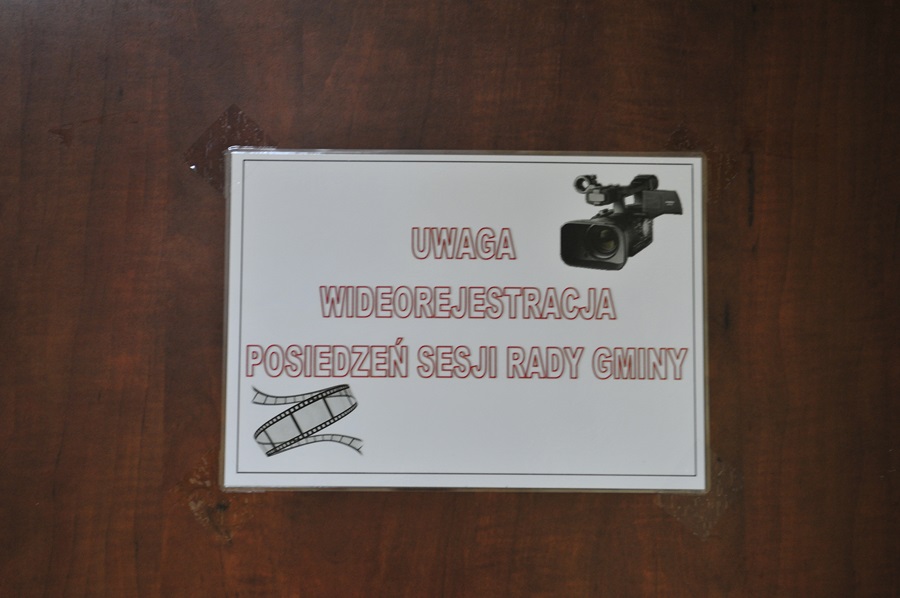 UWAGA
WIDEOREJESTRACJA
POSIEDZEŃ SESJI RADY GMINY